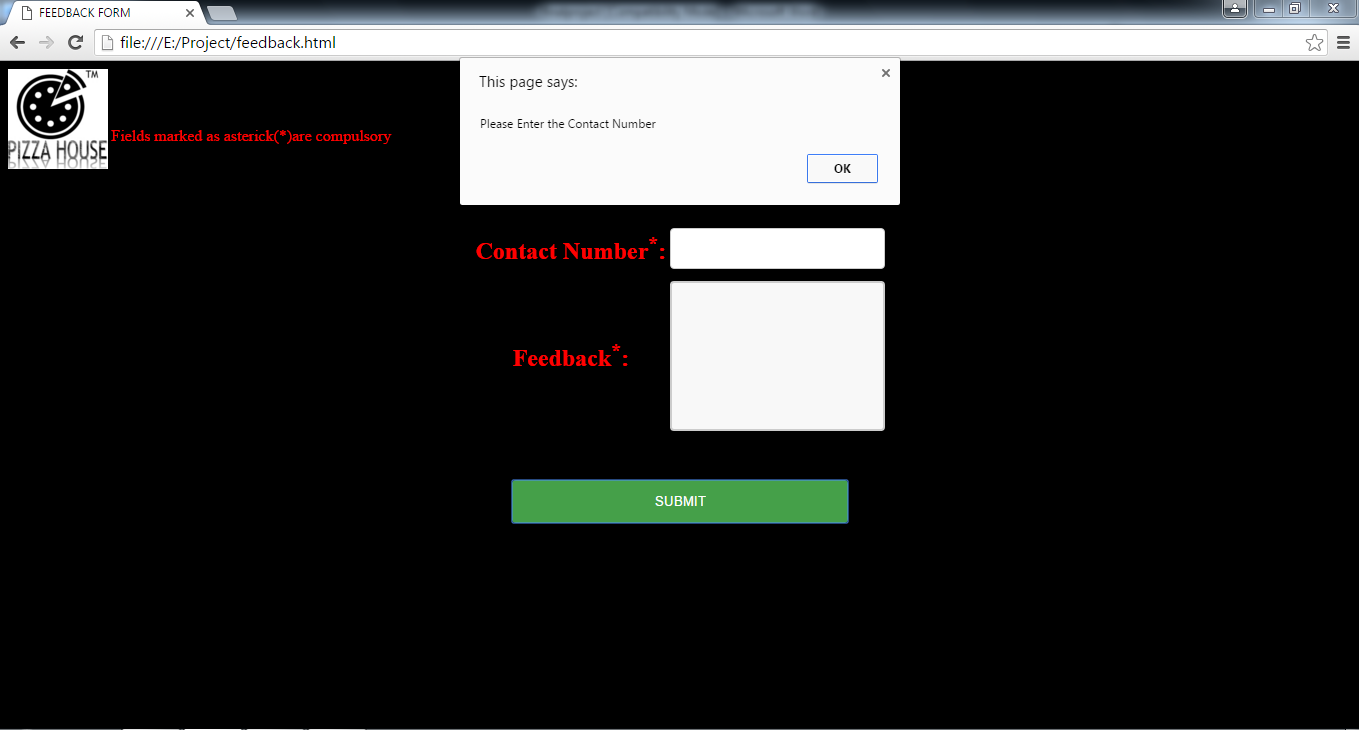 FEEDBACK FORM
file:///E:/Project/feedback.html
This page says:
Please Enter the Contact Number
OK
TM
PIZZA HOUSE
Fields marked as asterick(*)are compulsory
Contact Number*:
Feedback*:
SUBMIT